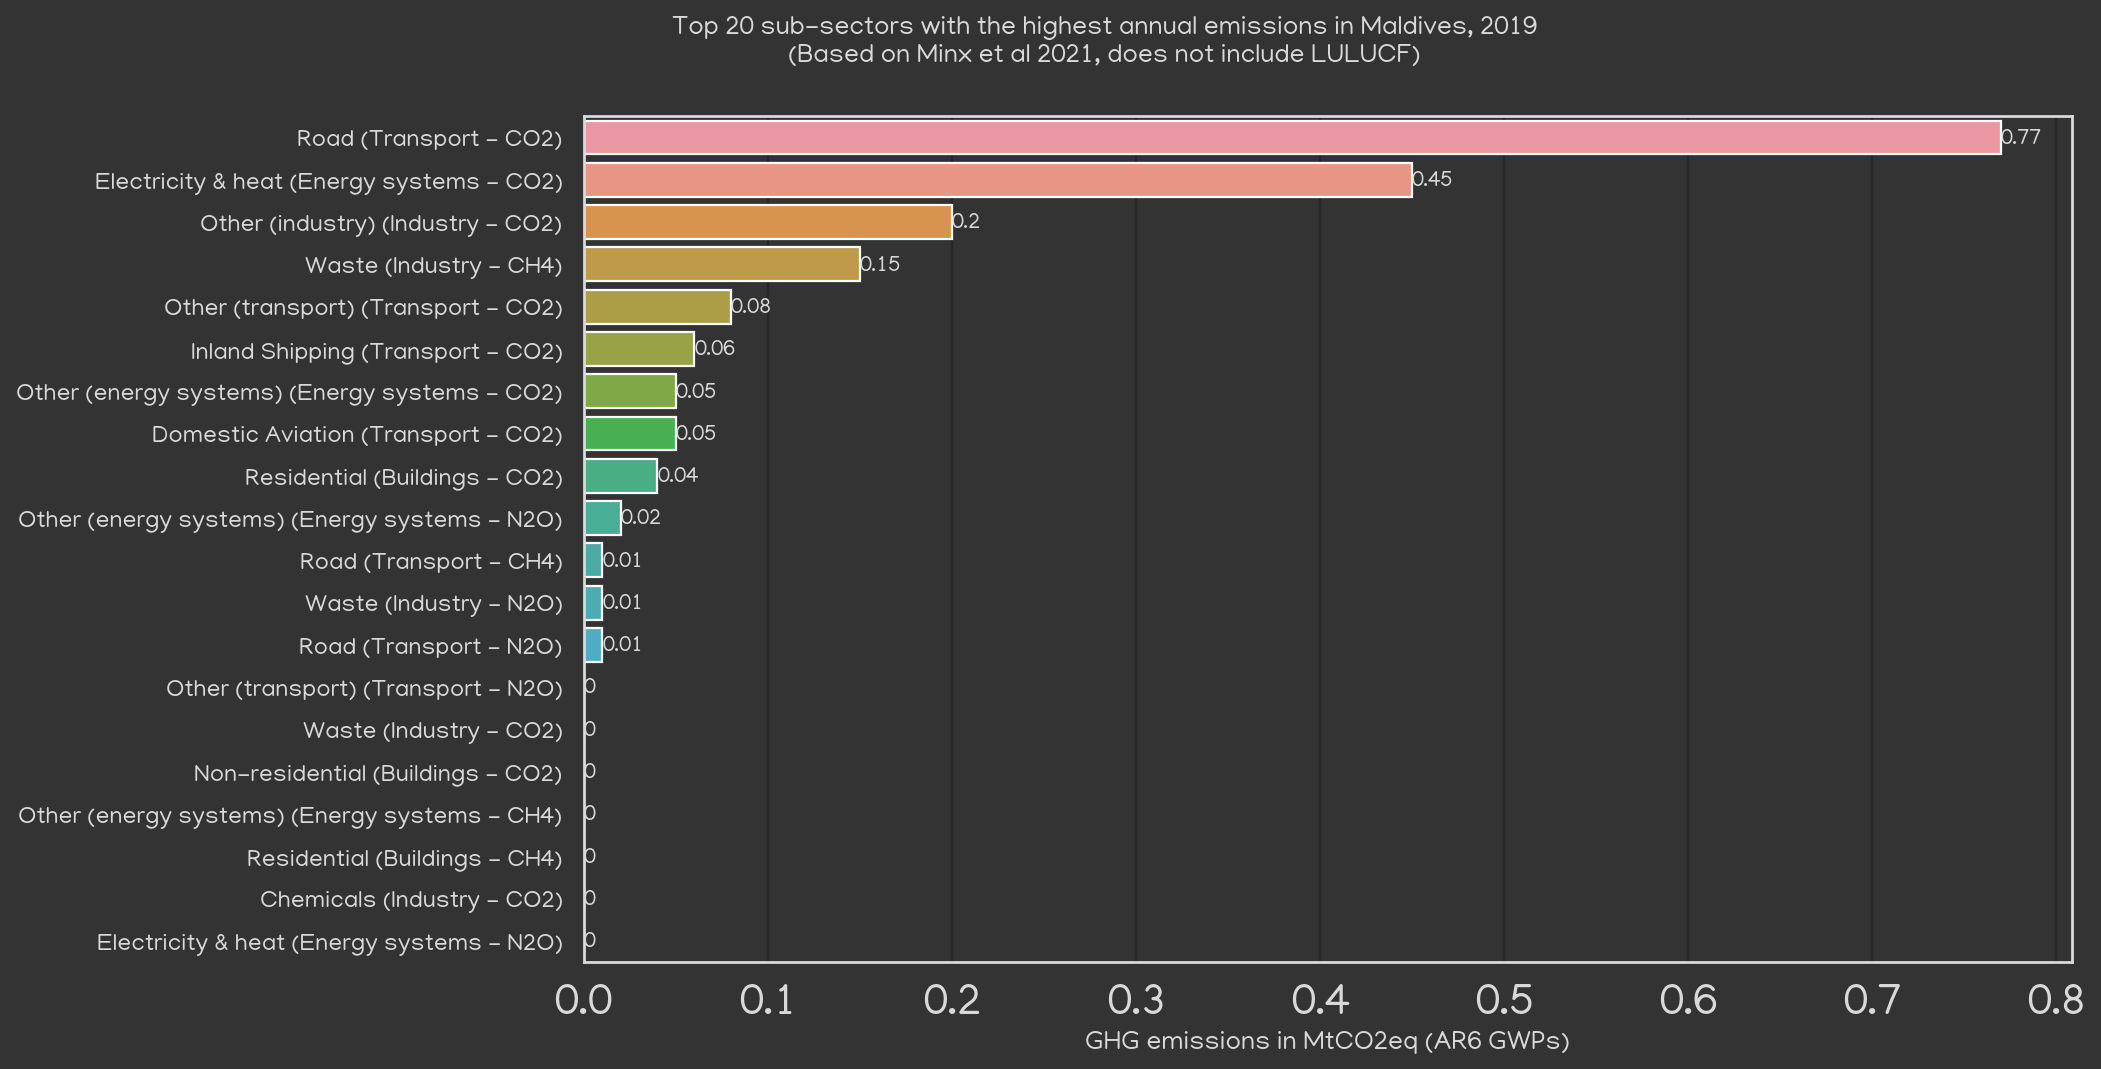 Top 20 sub-sectors with the highest annual emissions in Maldives, 2019
(Based on Minx et al 2021, does not include LULUCF)
Road (Transport - CO2) 0.77
Electricity & heat (Energy systems - CO2) 0.45
Other (industry) (Industry - CO2) 0.2
Waste (Industry - CH4) 0.15
Other (transport) (Transport - CO2) 0.08
Inland Shipping (Transport - CO2) 0.06
Other (energy systems) (Energy systems - CO2) 0.05
Domestic Aviation (Transport - CO2) 0.05
Residential (Buildings - CO2) 0.04
Other (energy systems) (Energy systems - N2O) 0.02
Road (Transport - CH4) 0.01
Waste (Industry - N2O) 0.01
Road (Transport - N2O) 0.01
Other (transport) (Transport - N2O) 0
Waste (Industry - CO2) 0
Non-residential (Buildings - CO2) 0
Other (energy systems) (Energy systems - CH4) 0
Residential (Buildings - CH4) 0
Chemicals (Industry - CO2) 0
Electricity & heat (Energy systems - N2O) 0
0.0 0.1 0.2 0.3 0.4 0.5 0.6 0.7 0.8
GHG emissions in MtCO2eq (AR6 GWPs)